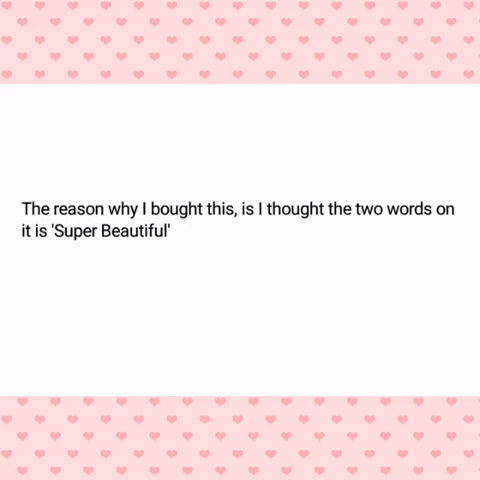 The reason why I bought this, is I thought the two words on
it is 'Super Beautiful'